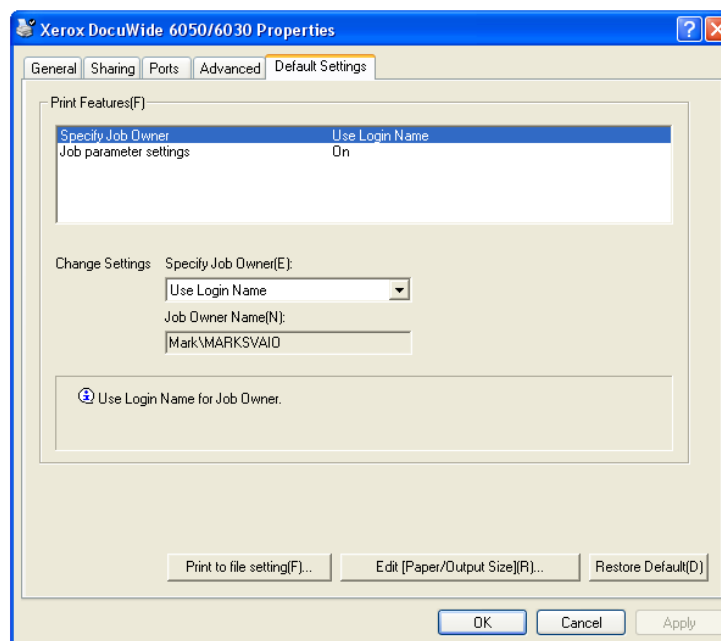 Xerox DocuWide 6050/6030 Properties
General Sharing Ports Advanced Default Settings
Print Features(F)
Specify Job Owner Use Login Name
Job parameter settings On
Change Settings Specify Job Owner(E):
Use Login Name
Job Owner Name(N):
Mark\MARKSVAIO
Use Login Name for Job Owner.
Print to file setting(F)... Edit [Paper/Output Size](R)... Restore Default(D)
OK Cancel Apply